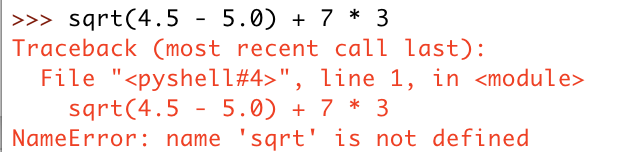 >>> sqrt(4.5 - 5.0) + 7 * 3
Traceback (most recent call last):
  File "<pyshell#4>", line 1, in <module>
    sqrt(4.5 - 5.0) + 7 * 3
NameError: name 'sqrt' is not defined